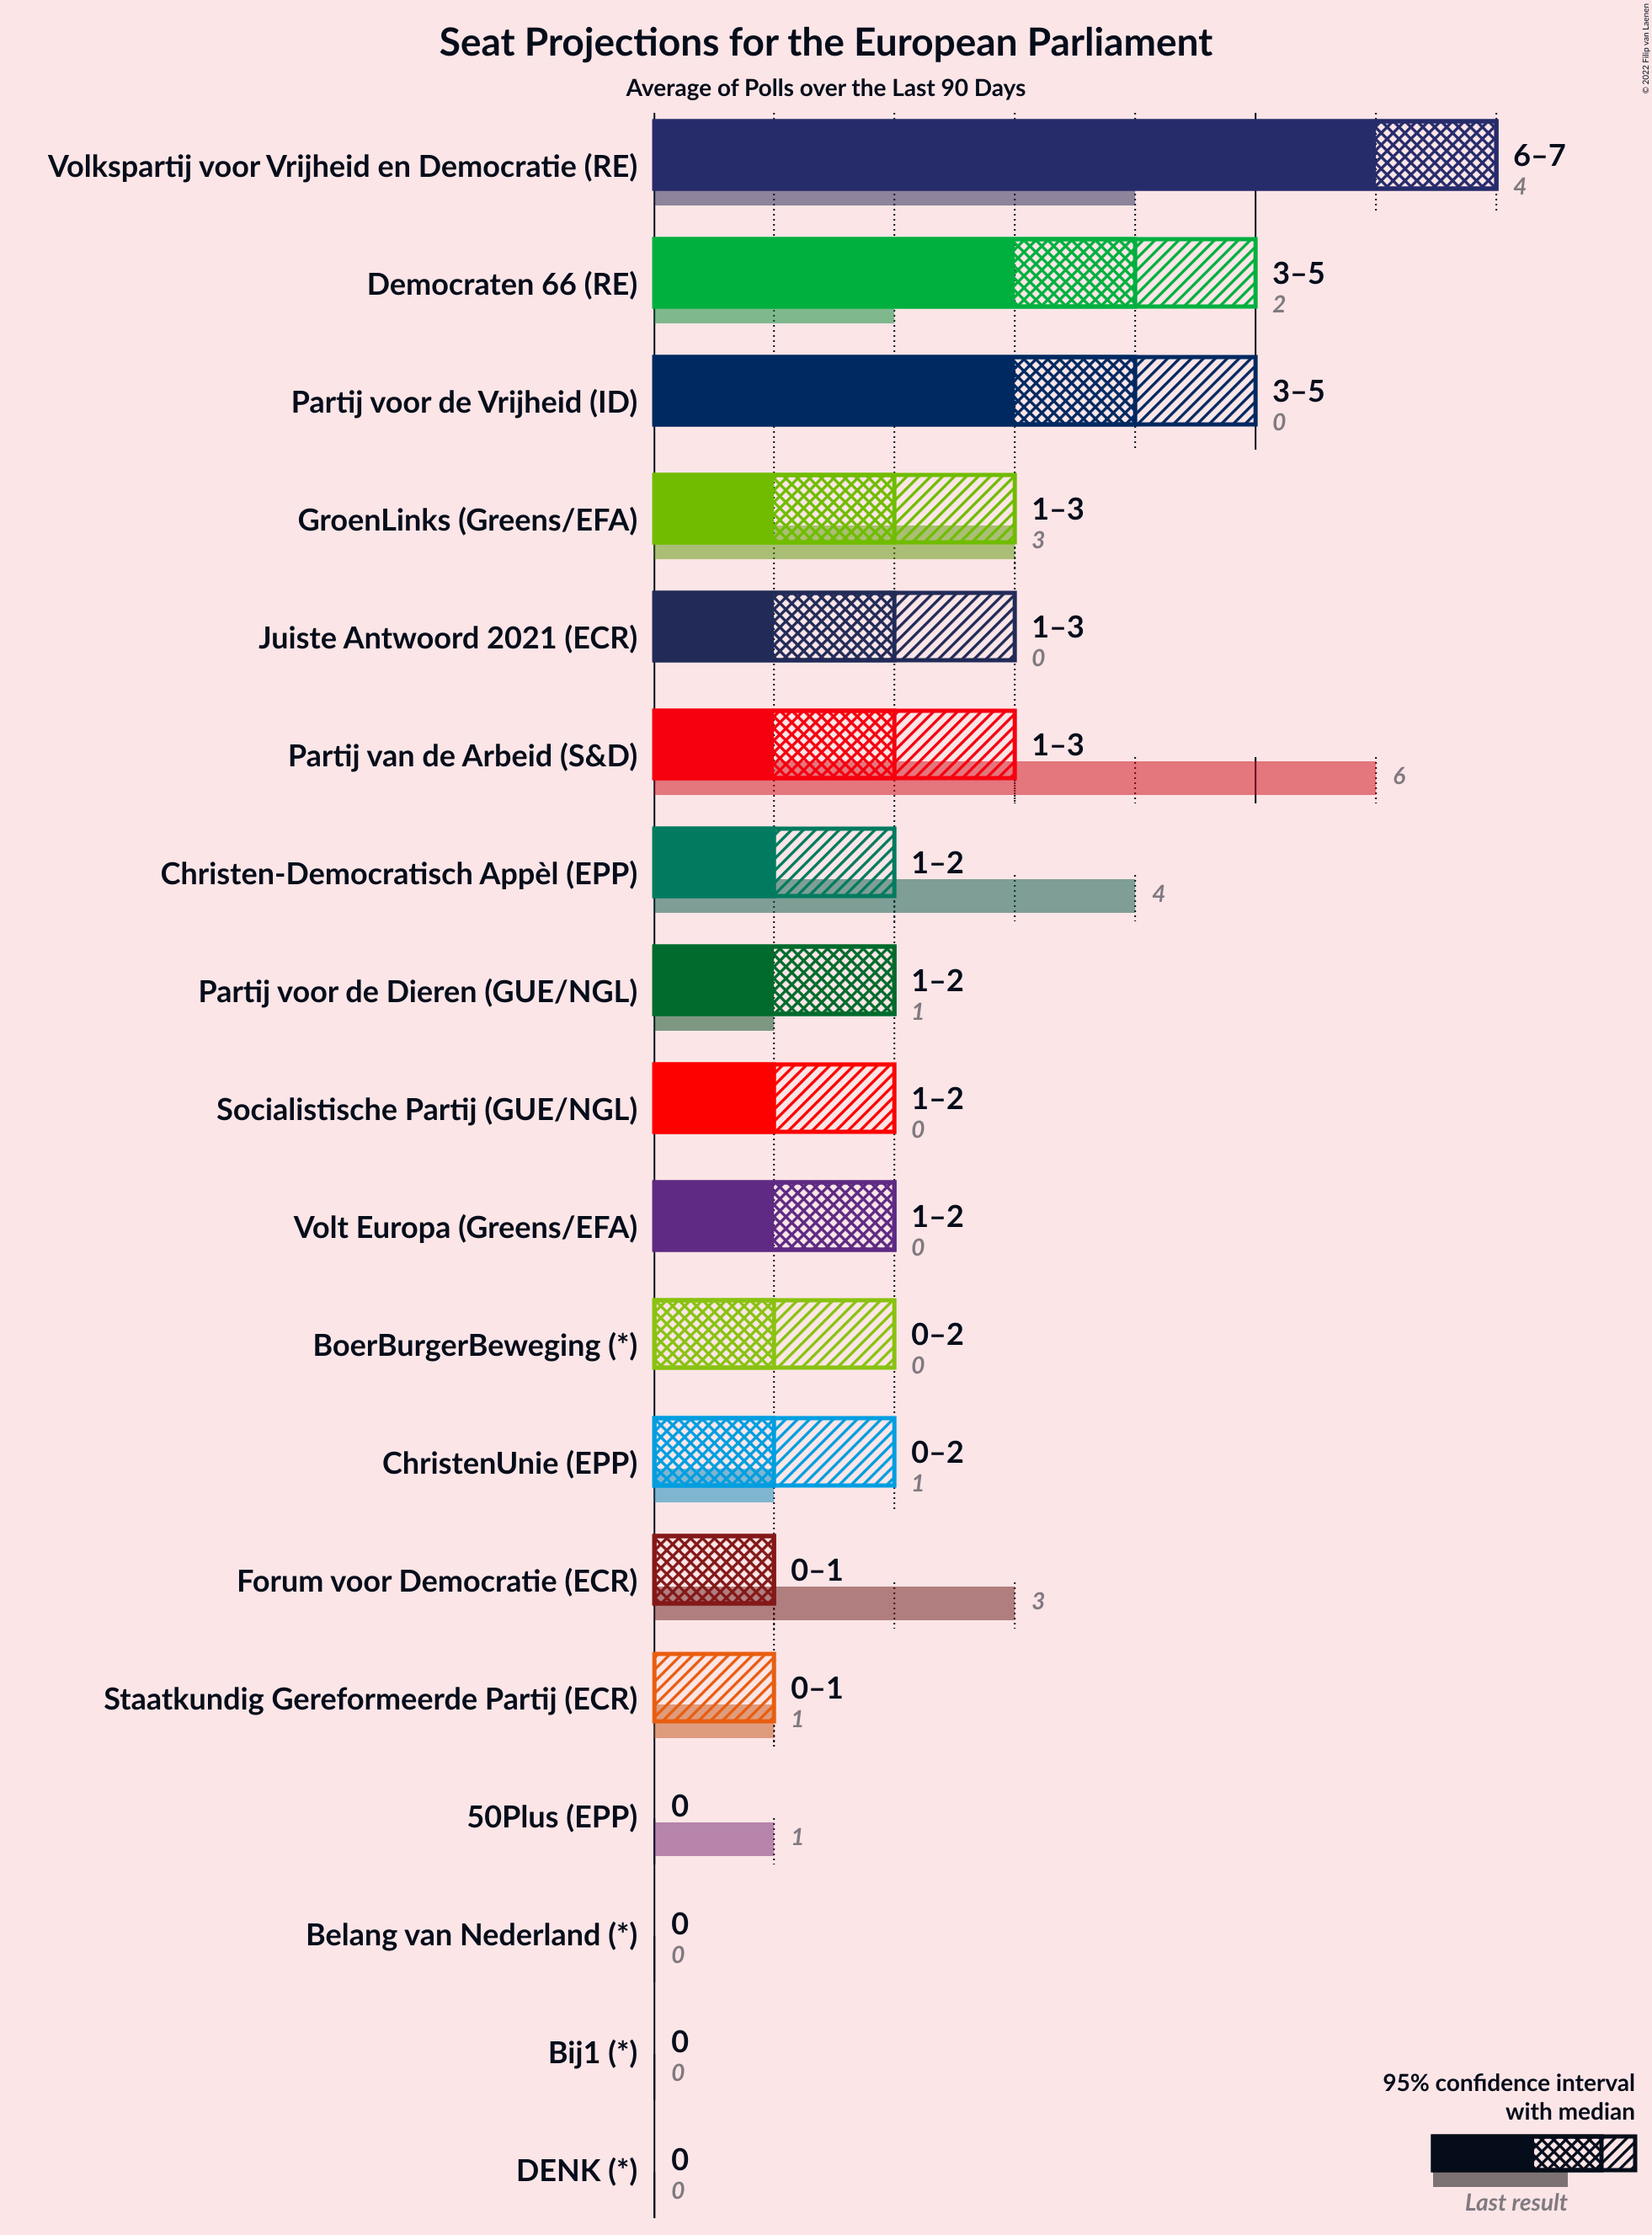 Seat Projections for the European Parliament
Average of Polls over the Last 90 Days
© 2022 Filip van Laenen
Volkspartij voor Vrijheid en Democratie (RE)
6–7
4
Democraten 66 (RE)
3–5
2
Partij voor de Vrijheid (ID)
3–5
0
GroenLinks (Greens/EFA)
1–3
3
Juiste Antwoord 2021 (ECR)
1–3
0
Partij van de Arbeid (S&D)
1–3
6
Christen-Democratisch Appèl (EPP)
1–2
4
Partij voor de Dieren (GUE/NGL)
1–2
1
Socialistische Partij (GUE/NGL)
1–2
0
Volt Europa (Greens/EFA)
1–2
0
BoerBurgerBeweging (*)
0–2
0
ChristenUnie (EPP)
0–2
1
Forum voor Democratie (ECR)
0–1
3
Staatkundig Gereformeerde Partij (ECR)
0–1
1
50Plus (EPP)
0
1
Belang van Nederland (*)
0
0
Bij1 (*)
0
0
DENK (*)
0
0
95% confidence interval
with median
Last result